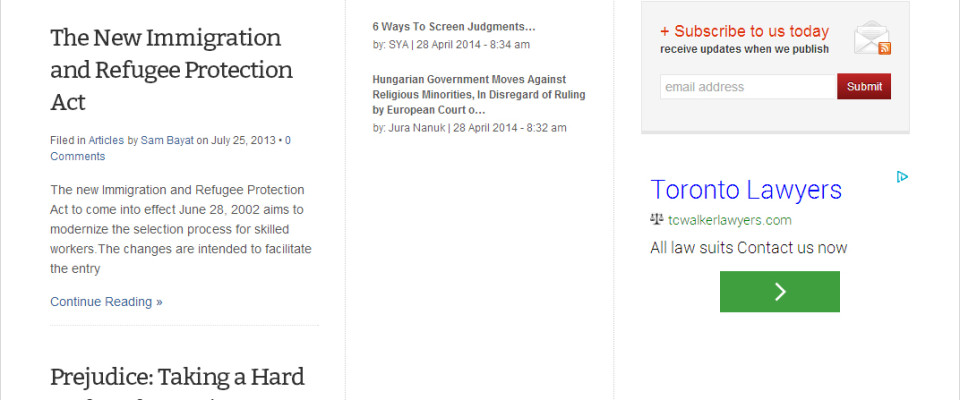 The New Immigration
and Refugee Protection
Act
Filed in Articles by Sam Bayat on July 25, 2013 • 0
Comments
The new Immigration and Refugee Protection
Act to come into effect June 28, 2002 aims to
modernize the selection process for skilled
workers.The changes are intended to facilitate
the entry
Continue Reading »
Prejudice: Taking a Hard
6 Ways To Screen Judgments…
by: SYA | 28 April 2014 - 8:34 am
Hungarian Government Moves Against
Religious Minorities, In Disregard of Ruling
by European Court o…
by: Jura Nanuk | 28 April 2014 - 8:32 am
+ Subscribe to us today
receive updates when we publish
email address
Submit
Toronto Lawyers
tcwalkerlawyers.com
All law suits Contact us now